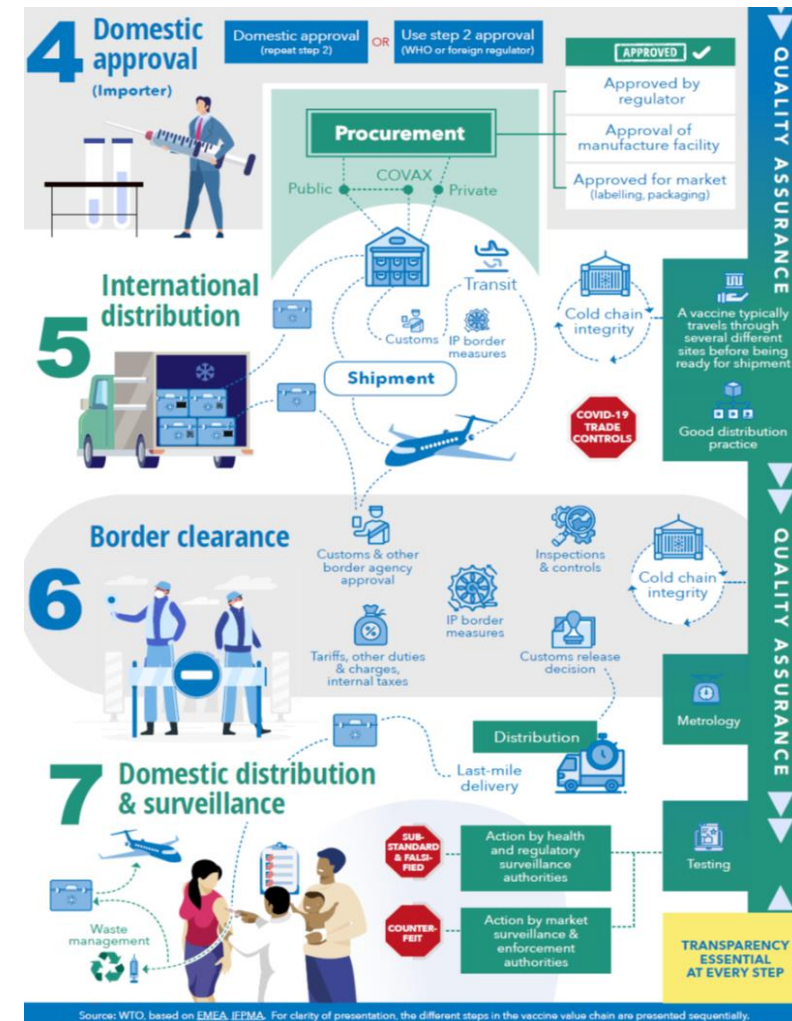 4
Domestic
approval
(Importer)
Domestic approval
(repeat step 2)
OR
Use step 2 approval
(WHO or foreign regulator)
APPROVED
Approved by
regulator
Approval of
manufacture facility
Approved for market
(labelling, packaging)
Procurement
COVAX
Public
Private
QUALITY ASSURANCE
5
International
distribution
Transit
Customs
IP border
measures
Shipment
Cold chain
integrity
A vaccine typically
travels through
several different
sites before being
ready for shipment
COVID-19
TRADE
CONTROLS
Good distribution
practice
6
Border clearance
Customs & other
border agency
approval
Inspections
& controls
IP border
measures
Cold chain
integrity
Tariffs, other duties
& charges,
internal taxes
Customs release
decision
QUALITY ASSURANCE
Metrology
Distribution
Last-mile
delivery
7
Domestic distribution
& surveillance
SUB-
STANDARD
& FALSI-
FIED
Action by health
and regulatory
surveillance
authorities
Testing
COUNTER-
FEIT
Action by market
surveillance &
enforcement
authorities
Waste
management
TRANSPARENCY
ESSENTIAL
AT EVERY STEP
Source: WTO, based on EMEA, IFPMA. For clarity of presentation, the different steps in the vaccine value chain are presented sequentially.